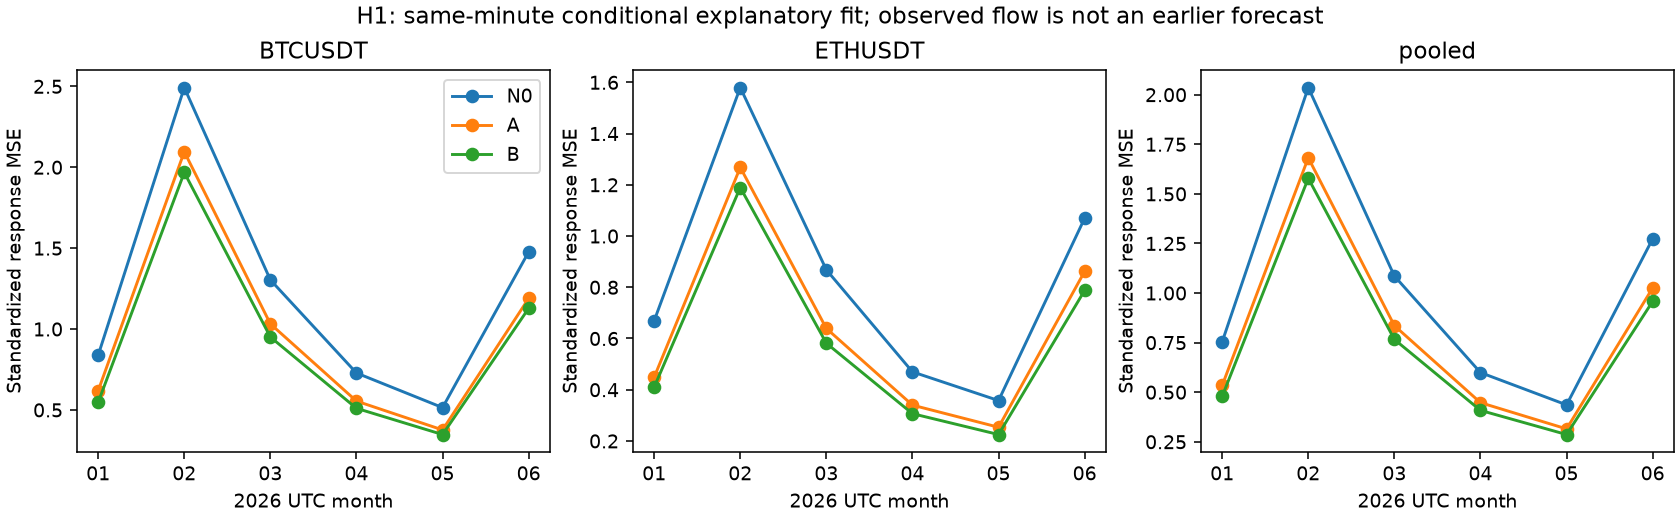 H1: same-minute conditional explanatory fit; observed flow is not an earlier forecast
BTCUSDT
Standardized response MSE
2.5
2.0
1.5
1.0
0.5
N0
A
B
01 02 03 04 05 06
2026 UTC month
ETHUSDT
Standardized response MSE
1.6
1.4
1.2
1.0
0.8
0.6
0.4
0.2
01 02 03 04 05 06
2026 UTC month
pooled
Standardized response MSE
2.00
1.75
1.50
1.25
1.00
0.75
0.50
0.25
01 02 03 04 05 06
2026 UTC month